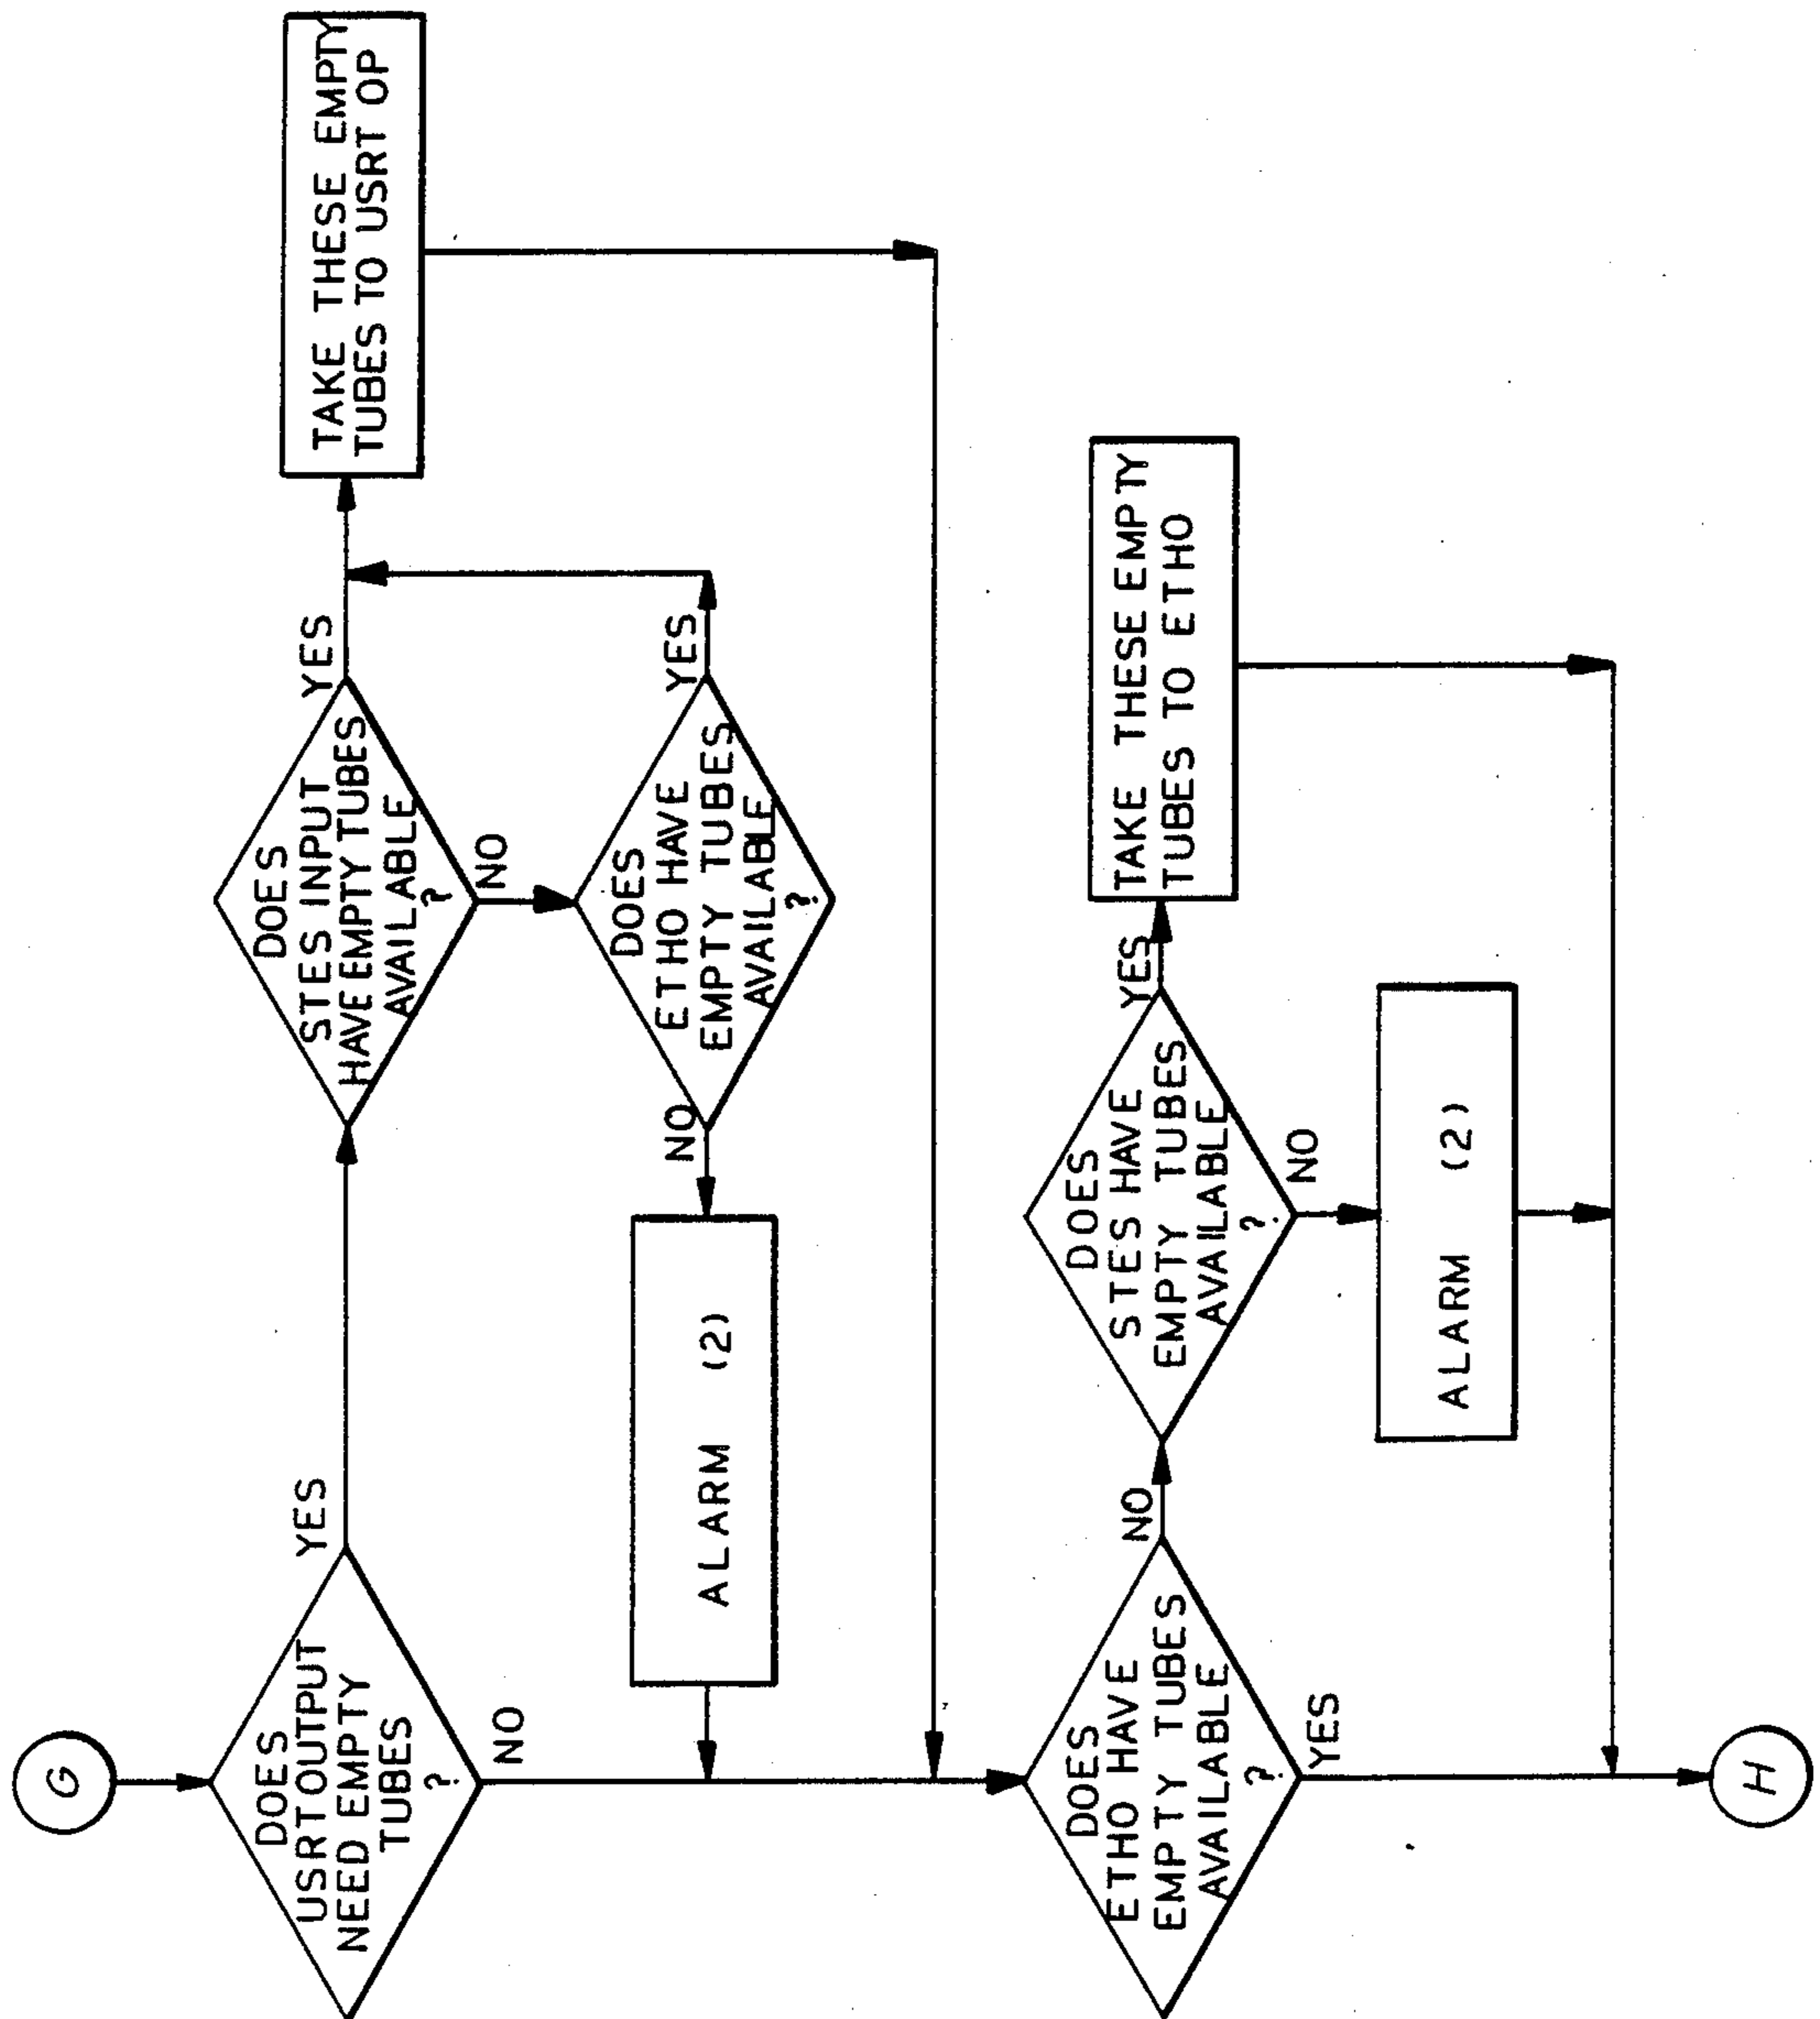 G
DOES
USRT OUTPUT
NEED EMPTY
TUBES
?
YES
NO
DOES
STES INPUT
HAVE EMPTY TUBES
AVAILABLE
?
YES
NO
TAKE THESE EMPTY
TUBES TO USRT OP
DOES
ETHO HAVE
EMPTY TUBES
AVAILABLE
?
YES
NO
ALARM (2)
DOES
ETHO HAVE
EMPTY TUBES
AVAILABLE
?
NO
YES
DOES
STES HAVE
EMPTY TUBES
AVAILABLE
?
YES
NO
TAKE THESE EMPTY
TUBES TO ETHO
ALARM (2)
H